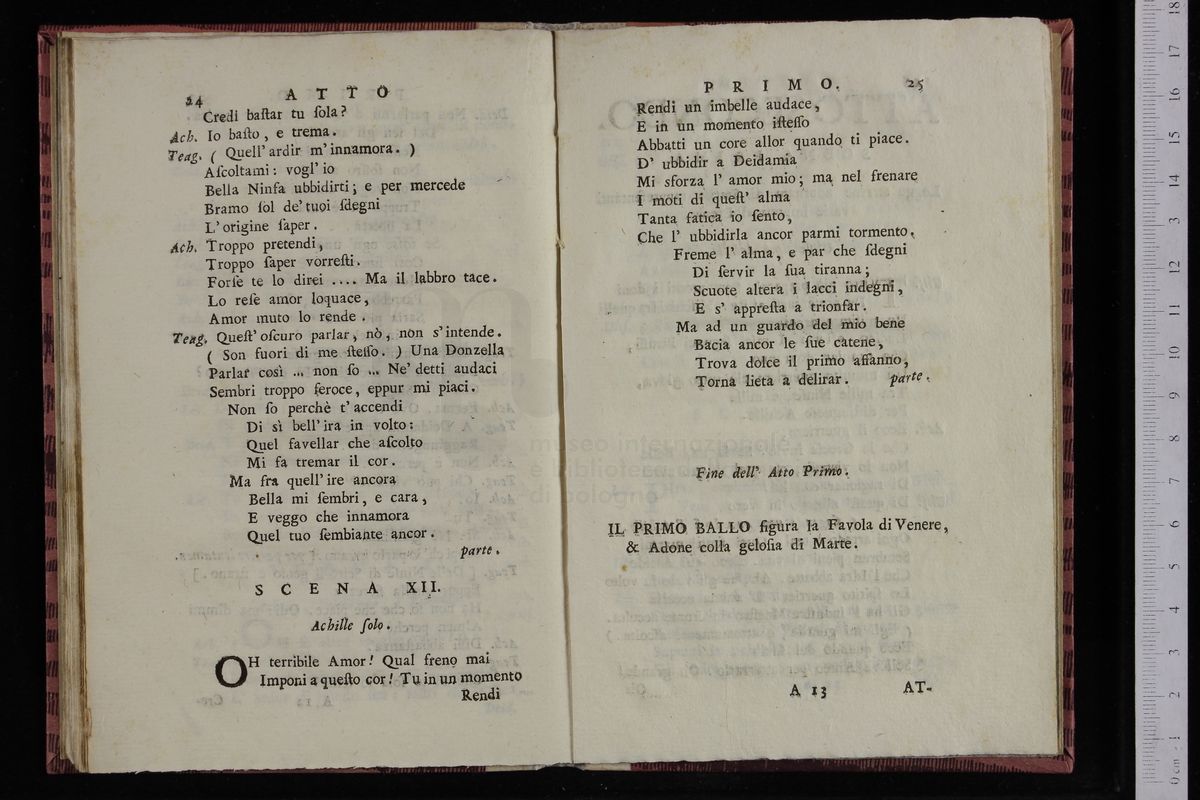 24 A T T O
Credi baſtar tu ſola?
Ach. Io baſto, e trema.
Teag. ( Quell' ardir m' innamora. )
Aſcoltami: vogl' io
Bella Ninfa ubbidirti; e per mercede
Bramo ſol de' tuoi ſdegni
L' origine ſaper.
Ach. Troppo pretendi,
Troppo ſaper vorreſti.
Forſe te lo direi .... Ma il labbro tace.
Lo reſe amor loquace,
Amor muto lo rende.
Teag. Queſt' oſcuro parlar, nò, non s' intende.
( Son fuori di me ſteſſo. ) Una Donzella
Parlar così ... non ſo ... Ne' detti audaci
Sembri troppo feroce, eppur mi piaci.
Non ſo perchè t' accendi
Di sì bell' ira in volto:
Quel favellar che aſcolto
Mi fa tremar il cor.
Ma fra quell' ire ancora
Bella mi ſembri, e cara,
E veggo che innamora
Quel tuo ſembiante ancor.
parte.
S C E N A XII.
Achille ſolo.
OH terribile Amor! Qual freno mai
Imponi a queſto cor! Tu in un momento
Rendi
P R I M O. 25
Rendi un imbelle audace,
E in un momento iſteſſo
Abbatti un core allor quando ti piace.
D' ubbidir a Deidamia
Mi sforza l' amor mio; ma nel frenare
I moti di queſt' alma
Tanta fatica io ſento,
Che l' ubbidirla ancor parmi tormento.
Freme l' alma, e par che ſdegni
Di ſervir la ſua tiranna;
Scuote altera i lacci indegni,
E s' appreſta a trionfar.
Ma ad un guardo del mio bene
Bacia ancor le ſue catene,
Trova dolce il primo affanno,
Torna lieta a delirar. parte.
Fine dell' Atto Primo.
IL PRIMO BALLO figura la Favola di Venere,
& Adone colla geloſia di Marte.
A 13 AT-
museo internazionale
e biblioteca della musica
di bologna